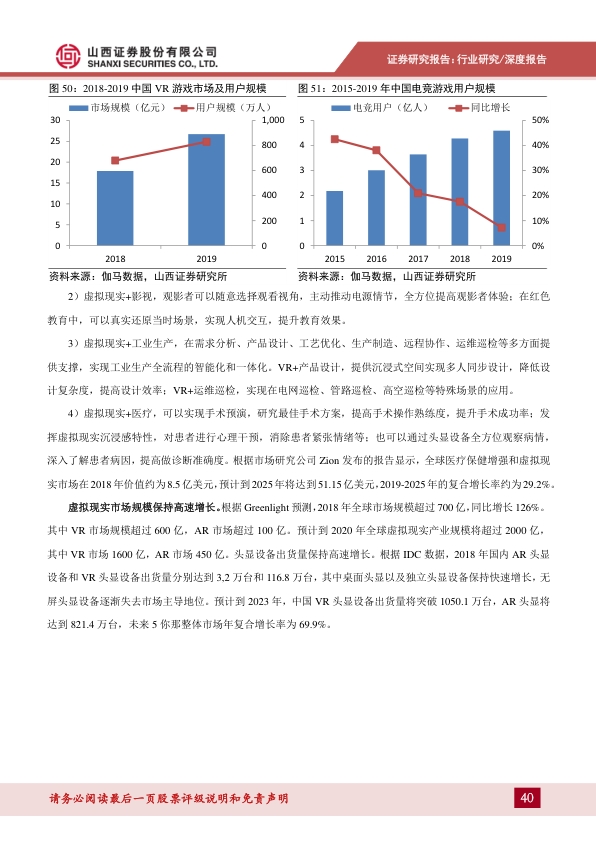 山西证券股份有限公司
SHANXI SECURITIES CO., LTD.
证券研究报告:行业研究/深度报告
图 50:2018-2019 中国 VR 游戏市场及用户规模
市场规模(亿元)
用户规模(万人)
30
25
20
15
10
5
0
1,000
800
600
400
200
0
2018
2019
资料来源:伽马数据,山西证券研究所
图 51:2015-2019 年中国电竞游戏用户规模
电竞用户(亿人)
同比增长
5
4
3
2
1
0
50%
40%
30%
20%
10%
0%
2015
2016
2017
2018
2019
资料来源:伽马数据,山西证券研究所
2)虚拟现实+影视,观影者可以随意选择观看视角,主动推动电源情节,全方位提高观影者体验;在红色
教育中,可以真实还原当时场景,实现人机交互,提升教育效果。
3)虚拟现实+工业生产,在需求分析、产品设计、工艺优化、生产制造、远程协作、运维巡检等多方面提
供支撑,实现工业生产全流程的智能化和一体化。VR+产品设计,提供沉浸式空间实现多人同步设计,降低设
计复杂度,提高设计效率;VR+运维巡检,实现在电网巡检、管路巡检、高空巡检等特殊场景的应用。
4)虚拟现实+医疗,可以实现手术预演,研究最佳手术方案,提高手术操作熟练度,提升手术成功率;发
挥虚拟现实沉浸感特性,对患者进行心理干预,消除患者紧张情绪等;也可以通过头显设备全方位观察病情,
深入了解患者病因,提高做诊断准确度。根据市场研究公司 Zion 发布的报告显示,全球医疗保健增强和虚拟现
实市场在 2018 年价值约为 8.5 亿美元,预计到 2025 年将达到 51.15 亿美元,2019-2025 年的复合增长率约为 29.2%。
虚拟现实市场规模保持高速增长。根据 Greenlight 预测,2018 年全球市场规模超过 700 亿,同比增长 126%。
其中 VR 市场规模超过 600 亿,AR 市场超过 100 亿。预计到 2020 年全球虚拟现实产业规模将超过 2000 亿,
其中 VR 市场 1600 亿,AR 市场 450 亿。头显设备出货量保持高速增长。根据 IDC 数据,2018 年国内 AR 头显
设备和 VR 头显设备出货量分别达到 3,2 万台和 116.8 万台,其中桌面头显以及独立头显设备保持快速增长,无
屏头显设备逐渐失去市场主导地位。预计到 2023 年,中国 VR 头显设备出货量将突破 1050.1 万台,AR 头显将
达到 821.4 万台,未来 5 你那整体市场年复合增长率为 69.9%。
请务必阅读最后一页股票评级说明和免责声明
40